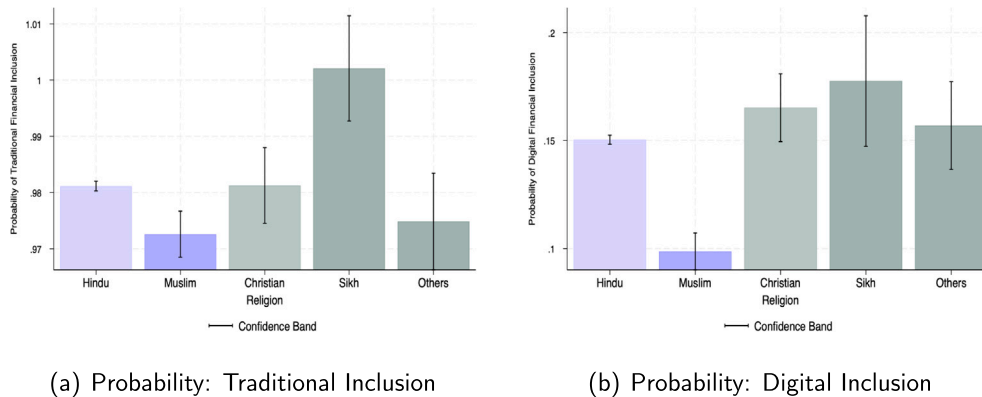 Probability of Traditional Financial Inclusion
1.01
1
.99
.98
.97
Hindu Muslim Christian Sikh Others
Religion
Confidence Band
(a) Probability: Traditional Inclusion
Probability of Digital Financial Inclusion
.2
.15
.1
Hindu Muslim Christian Sikh Others
Religion
Confidence Band
(b) Probability: Digital Inclusion